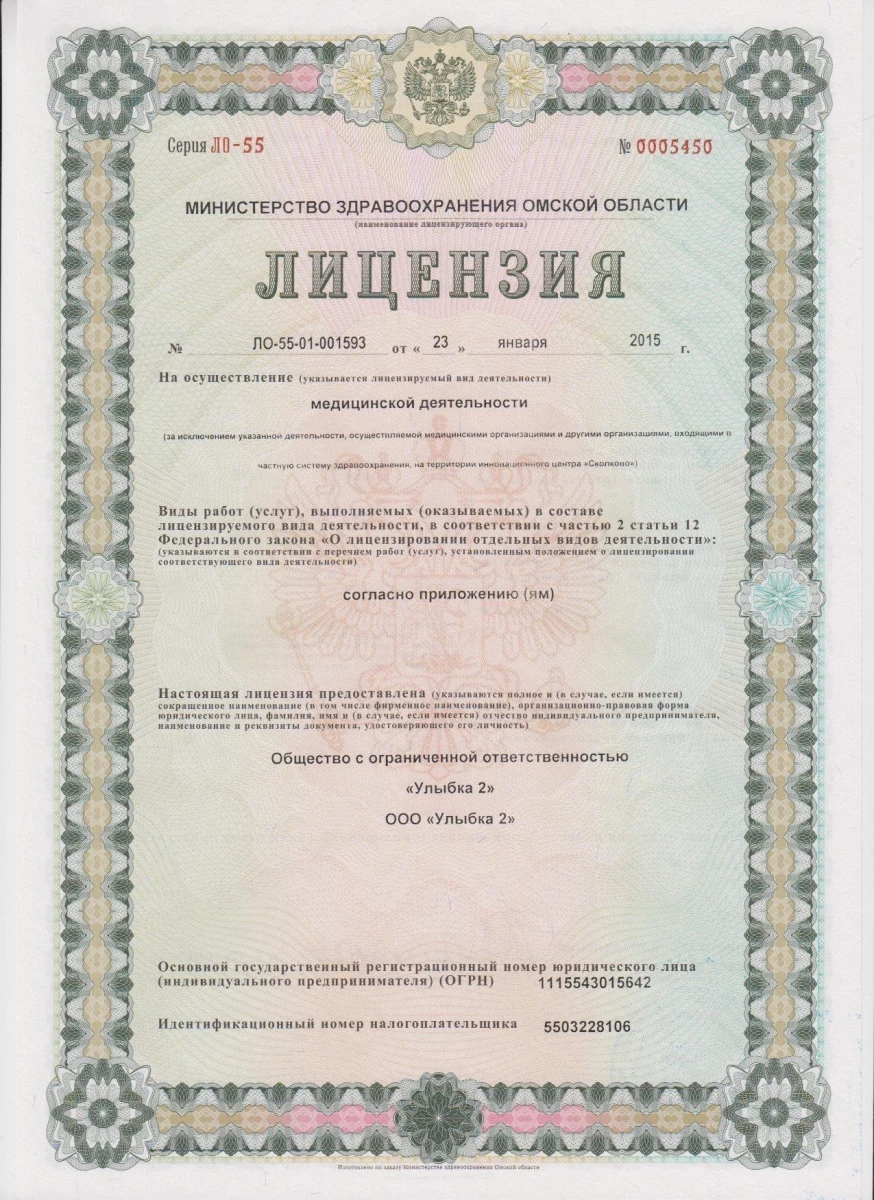 Серия ЛО-55 № 0005450
МИНИСТЕРСТВО ЗДРАВООХРАНЕНИЯ ОМСКОЙ ОБЛАСТИ
(наименование лицензирующего органа)
ЛИЦЕНЗИЯ
№ ЛО-55-01-001593 от « 23 » января 2015 г.
На осуществление (указывается лицензируемый вид деятельности)
медицинской деятельности
(за исключением указанной деятельности, осуществляемой медицинскими организациями и другими организациями, входящими в
частную систему здравоохранения, на территории инновационного центра «Сколково»)
Виды работ (услуг), выполняемых (оказываемых) в составе
лицензируемого вида деятельности, в соответствии с частью 2 статьи 12
Федерального закона «О лицензировании отдельных видов деятельности»:
(указываются в соответствии с перечнем работ (услуг), установленным положением о лицензировании
соответствующего вида деятельности)
согласно приложению (ям)
Настоящая лицензия предоставлена (указываются полное и (в случае, если имеется)
сокращенное наименование (в том числе фирменное наименование), организационно-правовая форма
юридического лица, фамилия, имя и (в случае, если имеется) отчество индивидуального предпринимателя,
наименование и реквизиты документа, удостоверяющего его личность)
Общество с ограниченной ответственностью
«Улыбка 2»
ООО «Улыбка 2»
Основной государственный регистрационный номер юридического лица
(индивидуального предпринимателя) (ОГРН) 1115543015642
Идентификационный номер налогоплательщика 5503228106
Изготовлено по заказу Министерства здравоохранения Омской области